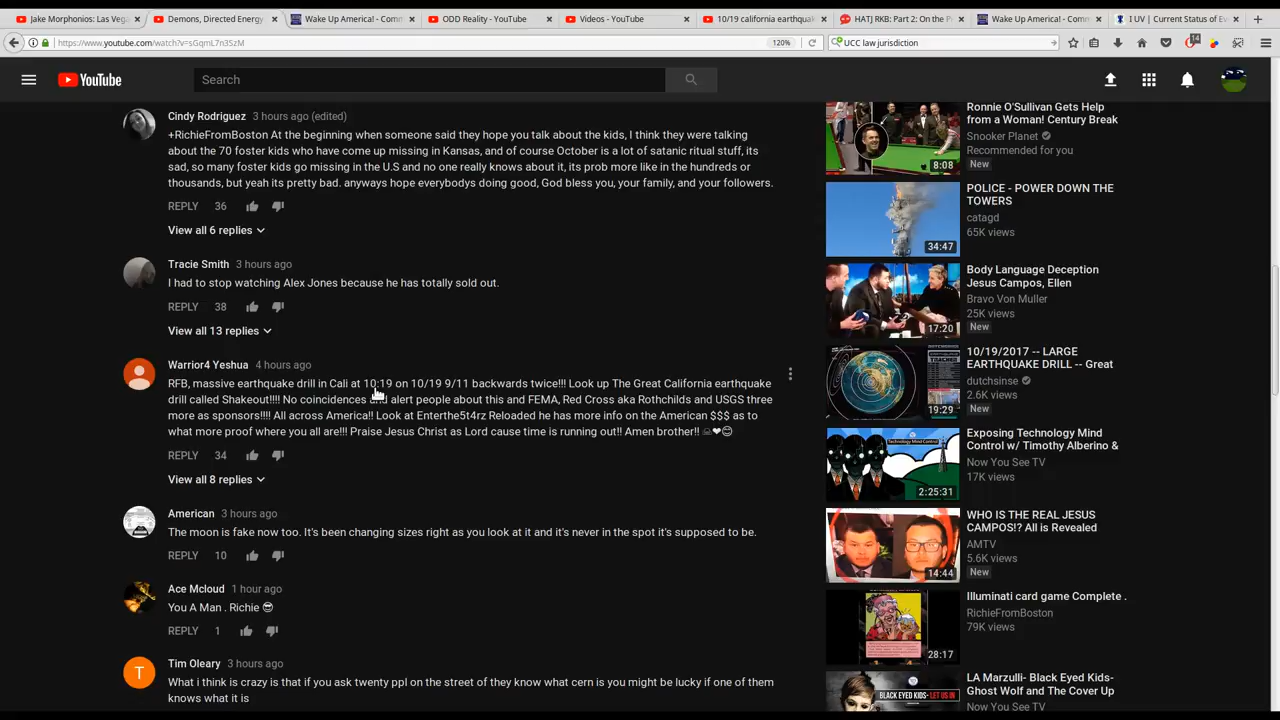 Jake Morphonios: Las Vega
Demons, Directed Energy
Wake Up America! - Comm
ODD Reality - YouTube
Videos - YouTube
10/19 california earthquak
HATJ RKB: Part 2: On the P
Wake Up America! - Comm
I UV | Current Status of Ev
https://www.youtube.com/watch?v=sGqmL7n3SzM
120%
UCC law jurisdiction
14
YouTube
Search
Cindy Rodriguez 3 hours ago (edited)
+RichieFromBoston At the beginning when someone said they hope you talk about the kids, I think they were talking
about the 70 foster kids who have come up missing in Kansas, and of course October is a lot of satanic ritual stuff, its
sad, so many foster kids go missing in the U.S and no one really knows about it, its prob more like in the hundreds or
thousands, but yeah its pretty bad. anyways hope everybodys doing good, God bless you, your family, and your followers.
REPLY 36
View all 6 replies
Tracie Smith 3 hours ago
I had to stop watching Alex Jones because he has totally sold out.
REPLY 38
View all 13 replies
Warrior4 Yeshua 4 hours ago
RFB, massive earthquake drill in Cali at 10:19 on 10/19 9/11 backwards twice!!! Look up The Great California earthquake
drill called Shakeout!!!! No coincidences and alert people about this and FEMA, Red Cross aka Rothchilds and USGS three
more as sponsors!!!! All across America!! Look at Enterthe5t4rz Reloaded he has more info on the American $$$ as to
what more proof where you all are!!! Praise Jesus Christ as Lord cause time is running out!! Amen brother!! ☠❤😊
REPLY 34
View all 8 replies
American 3 hours ago
The moon is fake now too. It's been changing sizes right as you look at it and it's never in the spot it's supposed to be.
REPLY 10
Ace Mcloud 1 hour ago
You A Man . Richie 😎
REPLY 1
T
Tim Oleary 3 hours ago
What i think is crazy is that if you ask twenty ppl on the street of they know what cern is you might be lucky if one of them
knows what it is
8:08
Ronnie O'Sullivan Gets Help
from a Woman! Century Break
Snooker Planet
Recommended for you
34:47
POLICE - POWER DOWN THE
TOWERS
catagd
65K views
17:20
Body Language Deception
Jesus Campos, Ellen
Bravo Von Muller
25K views
New
19:29
10/19/2017 -- LARGE
EARTHQUAKE DRILL -- Great
dutchsinse
2.6K views
New
2:25:31
Exposing Technology Mind
Control w/ Timothy Alberino &
Now You See TV
17K views
14:44
WHO IS THE REAL JESUS
CAMPOS!? All is Revealed
AMTV
5.6K views
New
28:17
Illuminati card game Complete .
RichieFromBoston
79K views
BLACK EYED KIDS- LET US IN
LA Marzulli- Black Eyed Kids-
Ghost Wolf and The Cover Up
Now You See TV